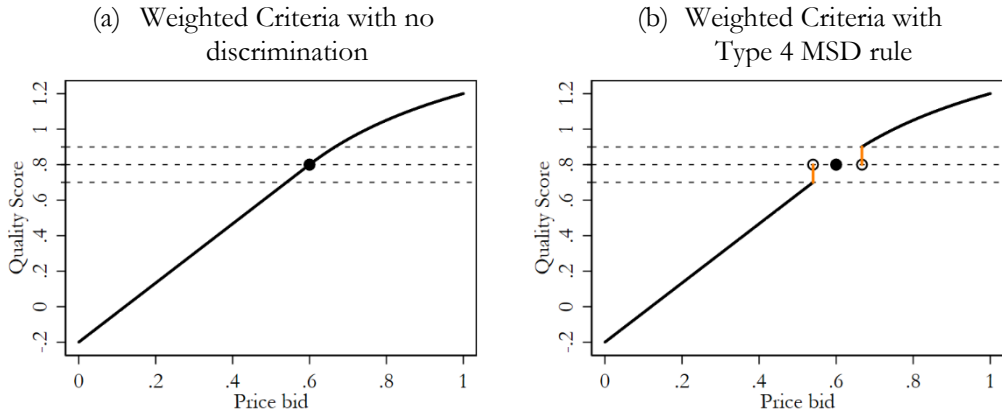 (a) Weighted Criteria with no
discrimination
1.2
1
.8
.6
.4
.2
0
-.2
Quality Score
0 .2 .4 .6 .8 1
Price bid
(b) Weighted Criteria with
Type 4 MSD rule
1.2
1
.8
.6
.4
.2
0
-.2
Quality Score
0 .2 .4 .6 .8 1
Price bid